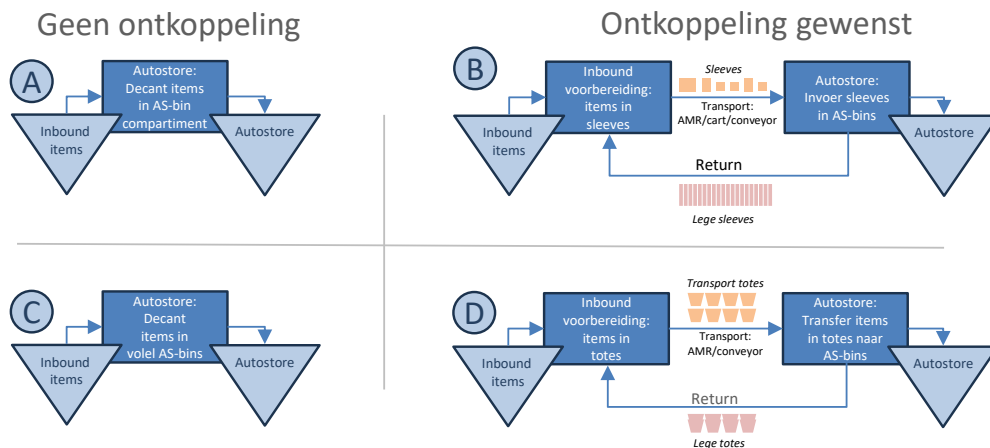 Geen ontkoppeling
Ontkoppeling gewenst
A
Autostore:
Decant items
in AS-bin
compartiment
Inbound
items
Autostore
B
Inbound
voorbereiding:
items in
sleeves
Sleeves
Transport:
AMR/cart/conveyor
Autostore:
Invoer sleeves
in AS-bins
Inbound
items
Autostore
Return
Lege sleeves
C
Autostore:
Decant
items in
volel AS-bins
Inbound
items
Autostore
D
Inbound
voorbereiding:
items in
totes
Transport totes
Transport:
AMR/conveyor
Autostore:
Transfer items
in totes naar
AS-bins
Inbound
items
Autostore
Return
Lege totes